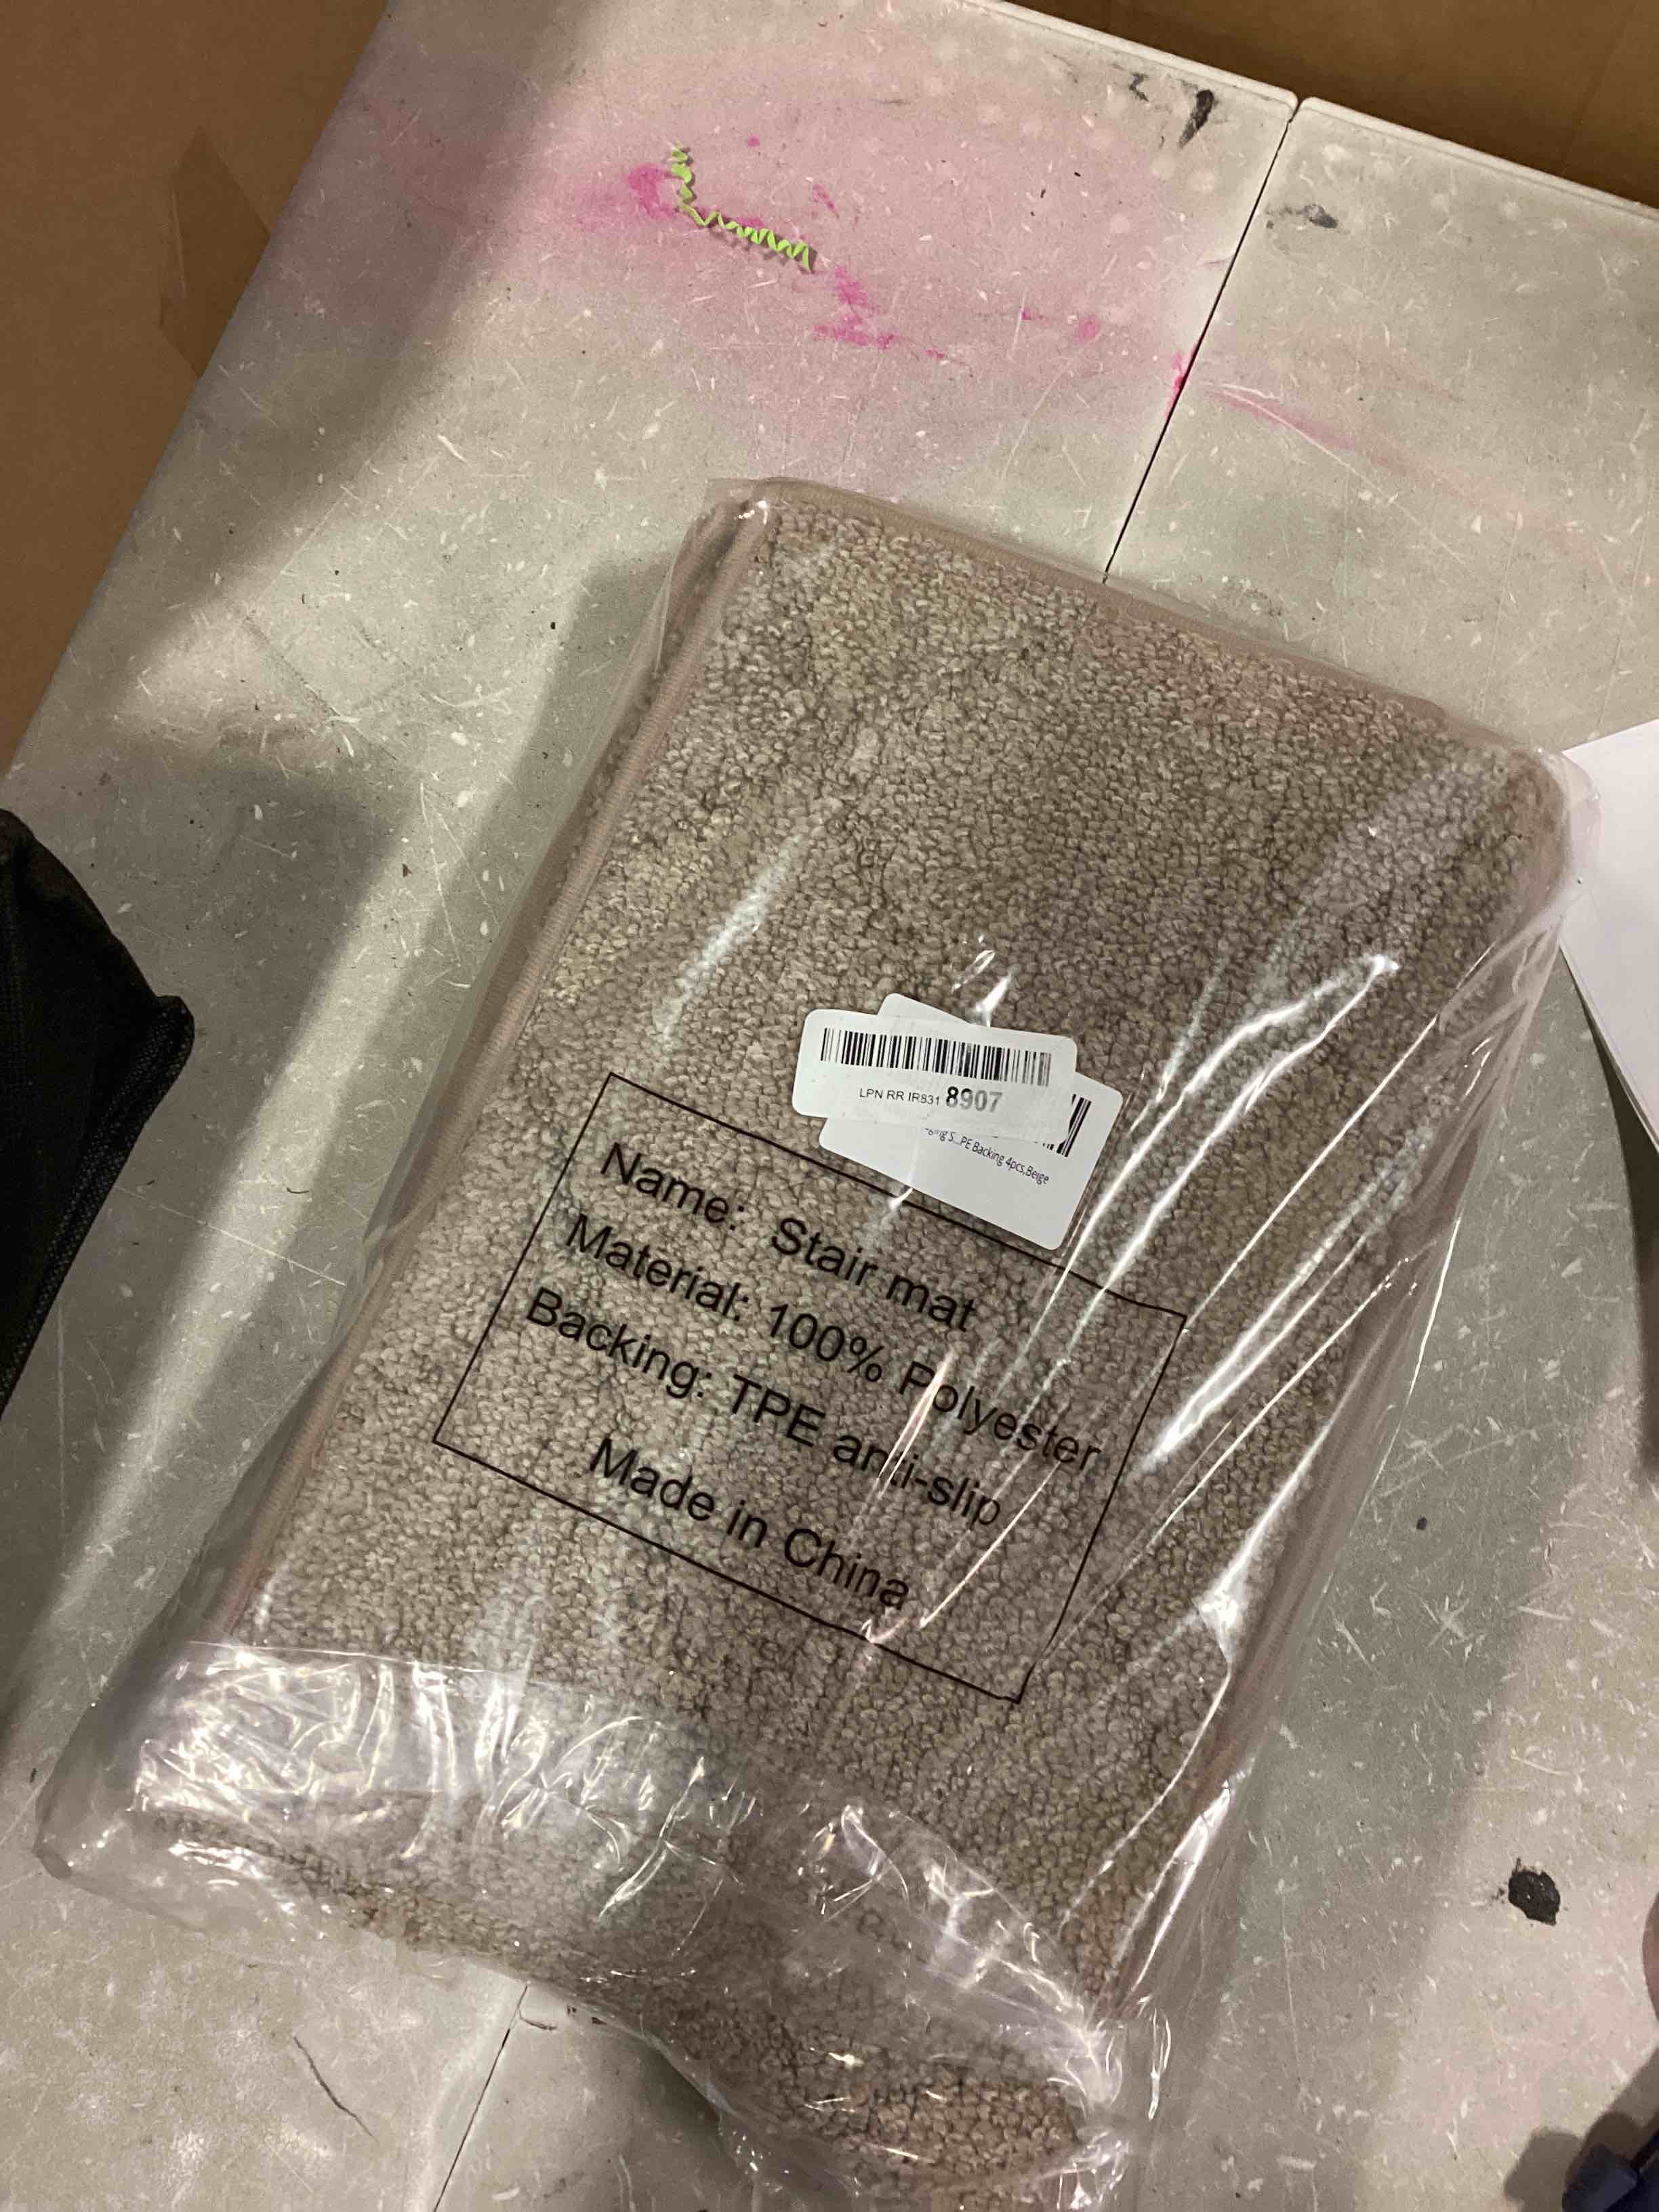 LPN RR IR831 8907
S...PE Backing 4pcs,Beige
Name: Stair mat
Material: 100% Polyester
Backing: TPE anti-slip
Made in China